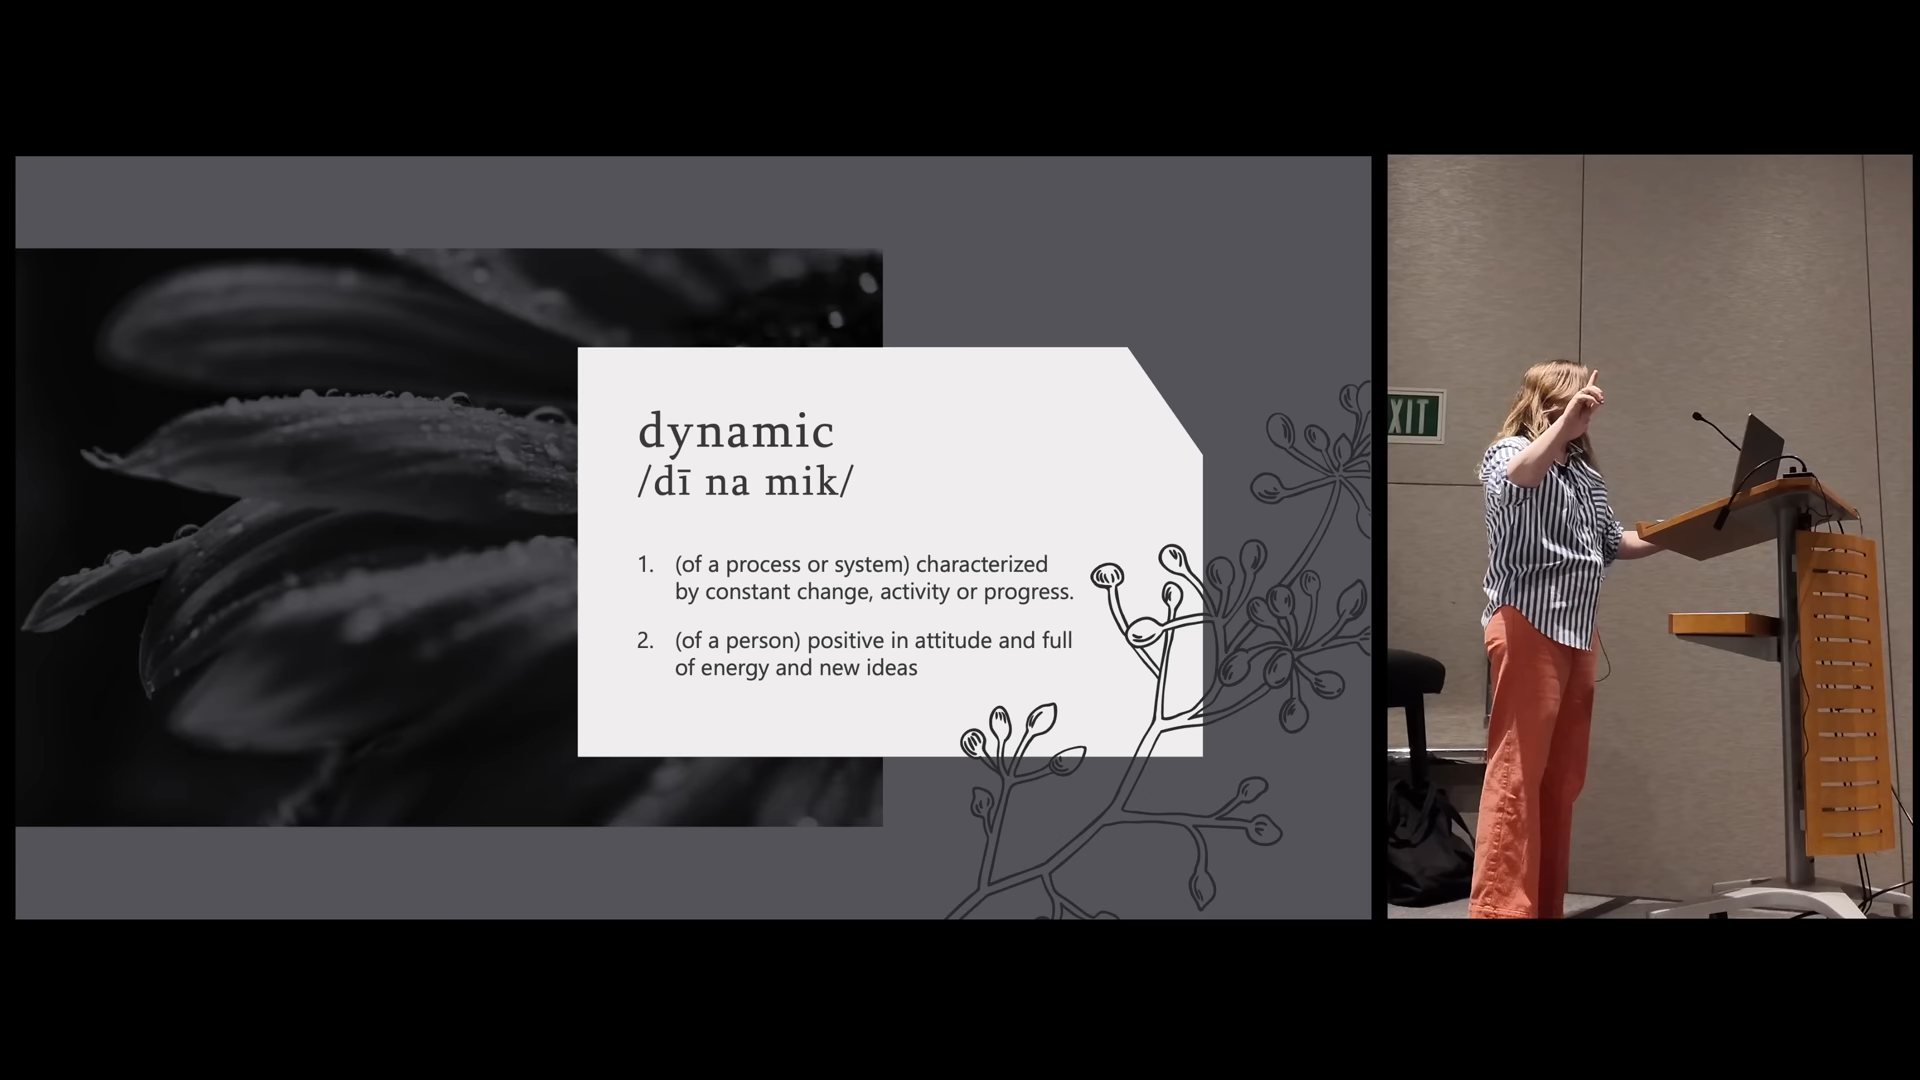 dynamic
/dī na mik/
1. (of a process or system) characterized
by constant change, activity or progress.
2. (of a person) positive in attitude and full
of energy and new ideas
XIT